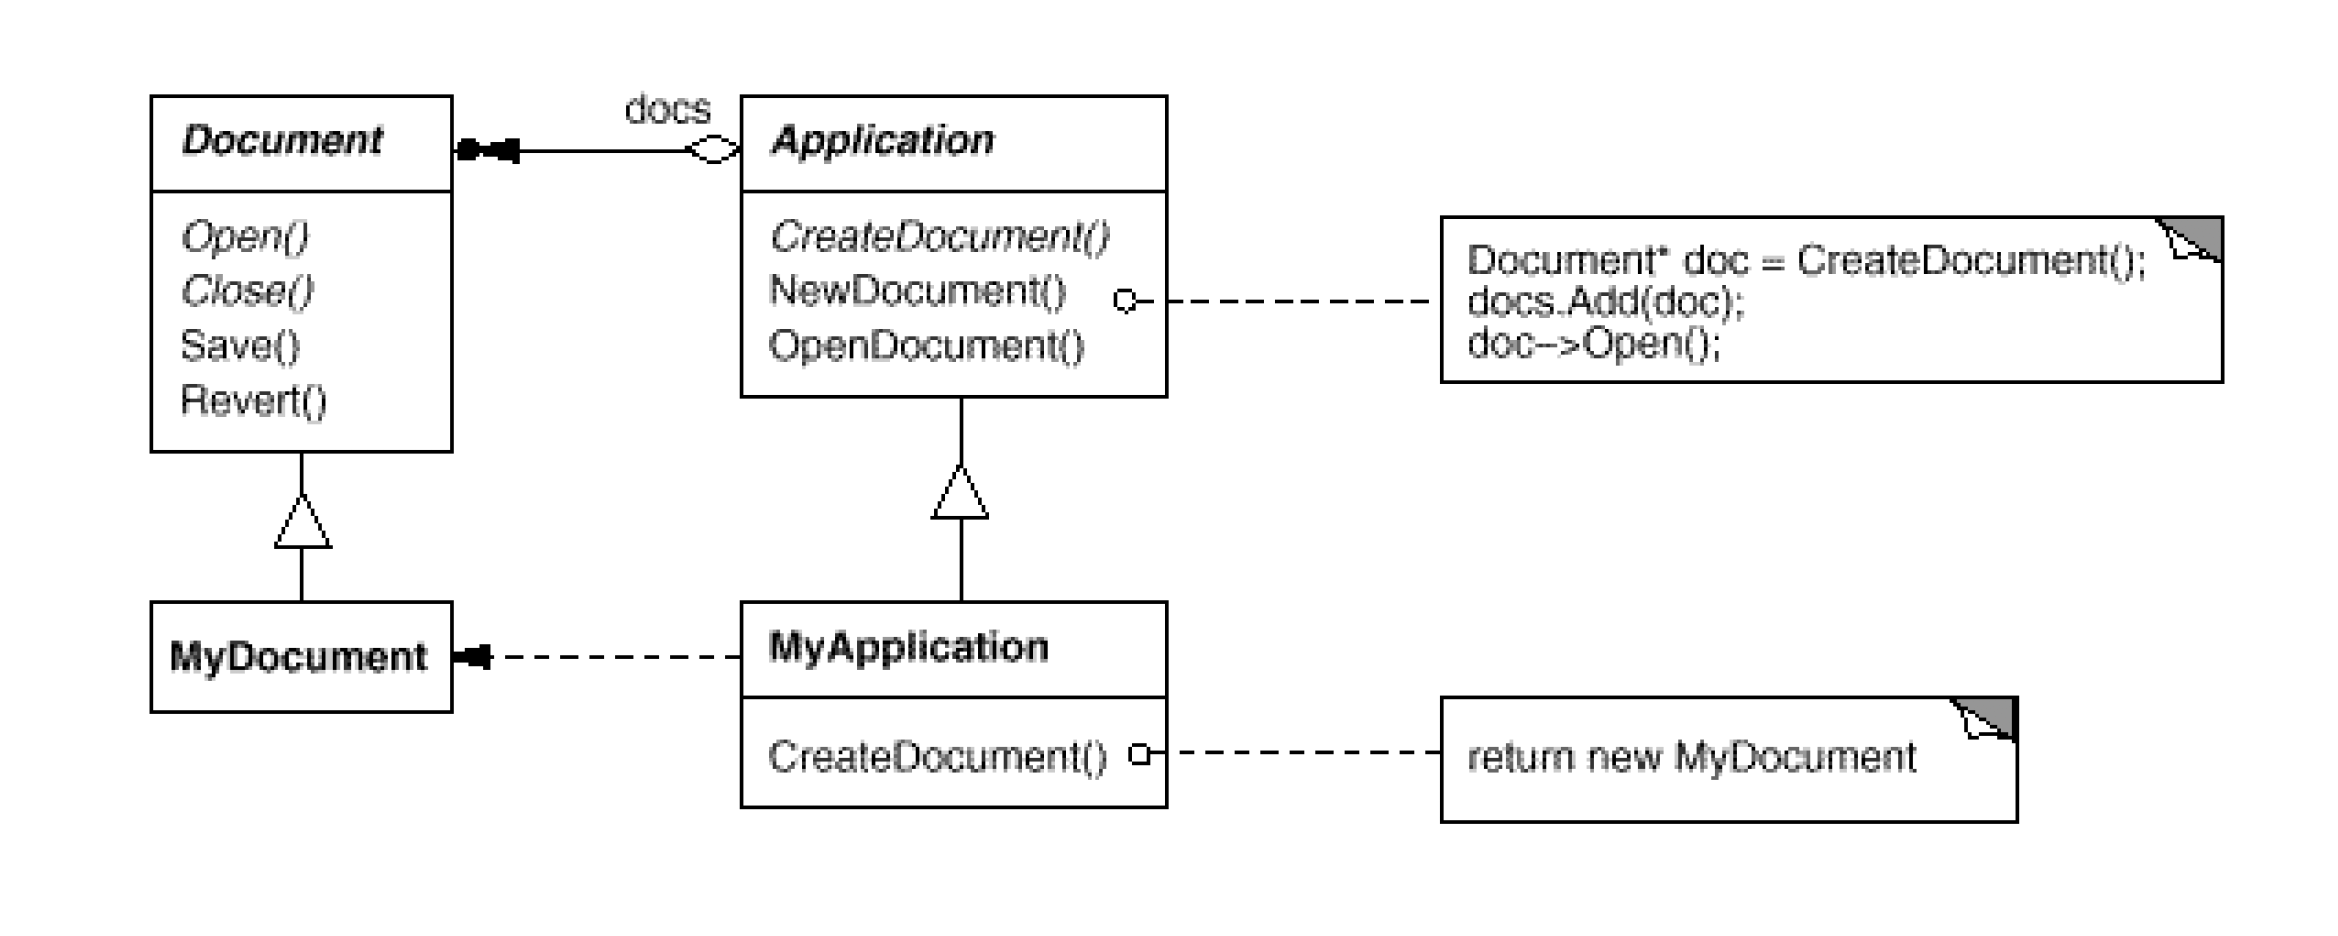 docs
Document
Open()
Close()
Save()
Revert()
Application
CreateDocument()
NewDocument()
OpenDocument()
Document* doc = CreateDocument();
docs.Add(doc);
doc–>Open();
MyDocument
MyApplication
CreateDocument()
return new MyDocument